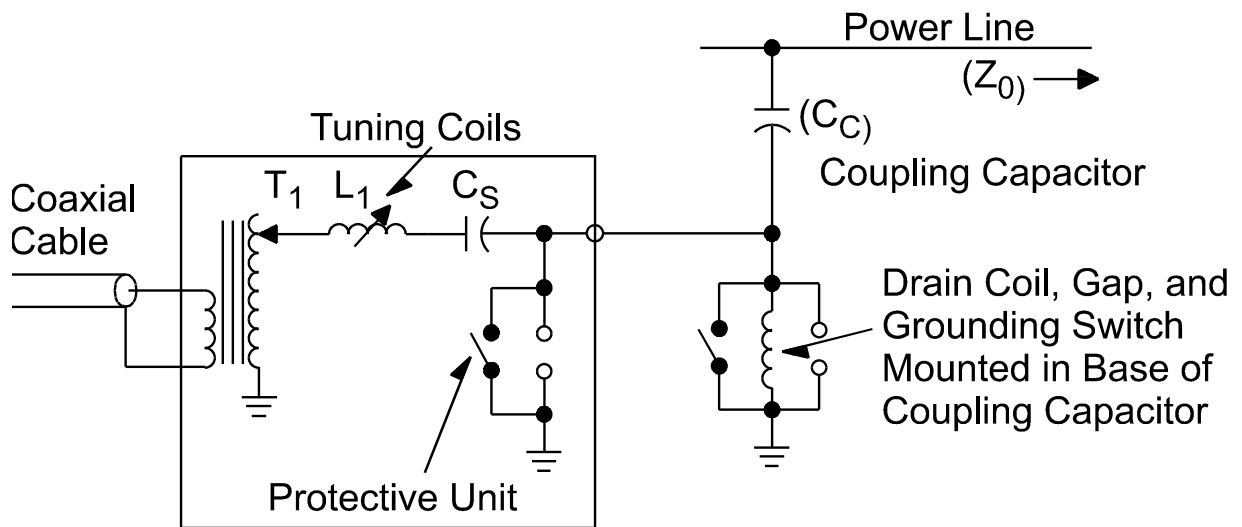 Power Line
(Z0)
(CC)
Coupling Capacitor
Tuning Coils
T1 L1 CS
Coaxial
Cable
Drain Coil, Gap, and
Grounding Switch
Mounted in Base of
Coupling Capacitor
Protective Unit